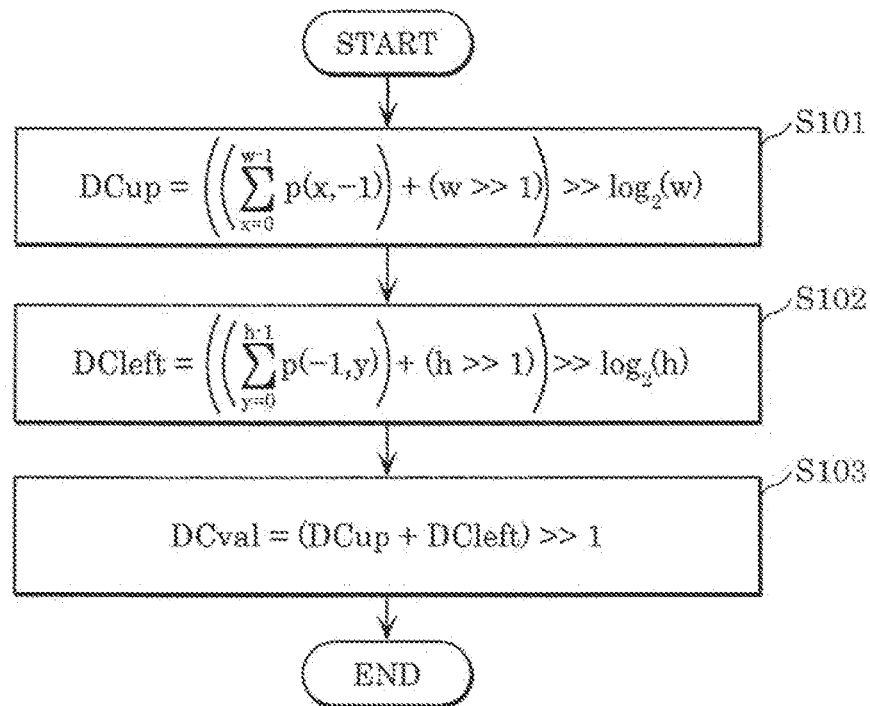 START
S101
DCup = ((∑_{x=0}^{w-1} p(x,−1)) + (w >> 1)) >> log₂(w)
S102
DCleft = ((∑_{y=0}^{h-1} p(−1,y)) + (h >> 1)) >> log₂(h)
S103
DCval = (DCup + DCleft) >> 1
END